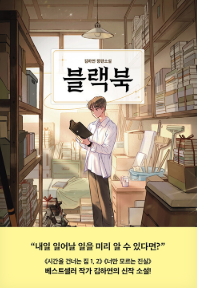 김하연 장편소설
블랙북
“내일 일어날 일을 미리 알 수 있다면?”
《시간을 건너는 집 1, 2》 《너만 모르는 진실》
베스트셀러 작가 김하연의 신작 소설!